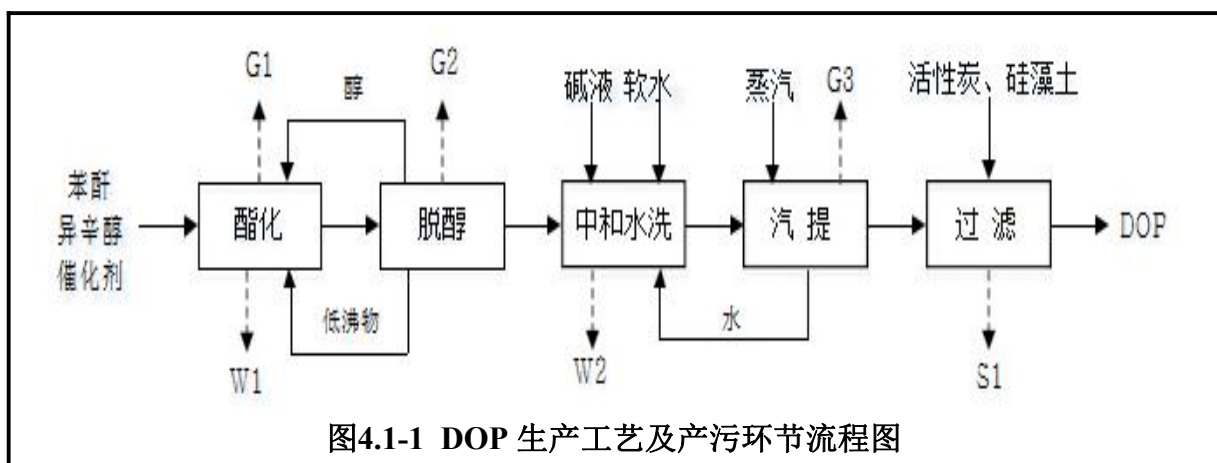 G1
G2
醇
碱液 软水
蒸汽
G3
活性炭、硅藻土
苯酐
异辛醇
催化剂
酯化
脱醇
中和水洗
汽提
过滤
DOP
低沸物
水
W1
W2
S1
图4.1-1 DOP 生产工艺及产污环节流程图